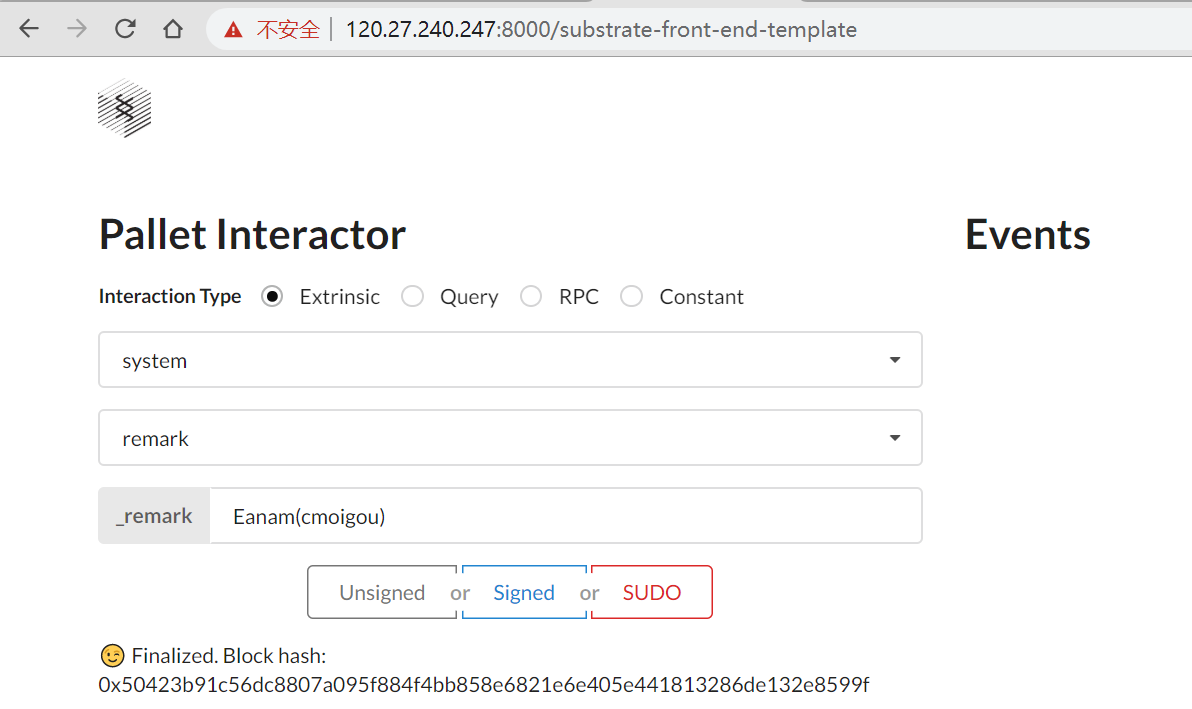 不安全 120.27.240.247:8000/substrate-front-end-template
Pallet Interactor
Events
Interaction Type Extrinsic Query RPC Constant
system
remark
_remark Eanam(cmoigou)
Unsigned or Signed or SUDO
😉 Finalized. Block hash:
0x50423b91c56dc8807a095f884f4bb858e6821e6e405e441813286de132e8599f